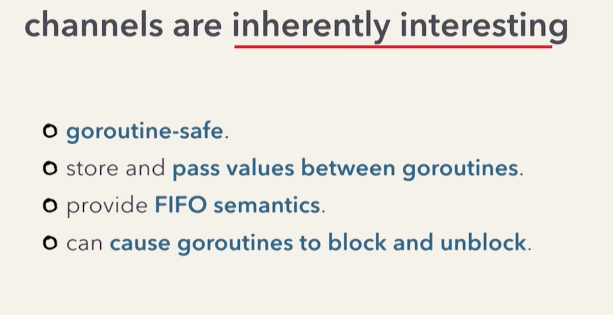 channels are inherently interesting
goroutine-safe.
store and pass values between goroutines.
provide FIFO semantics.
can cause goroutines to block and unblock.